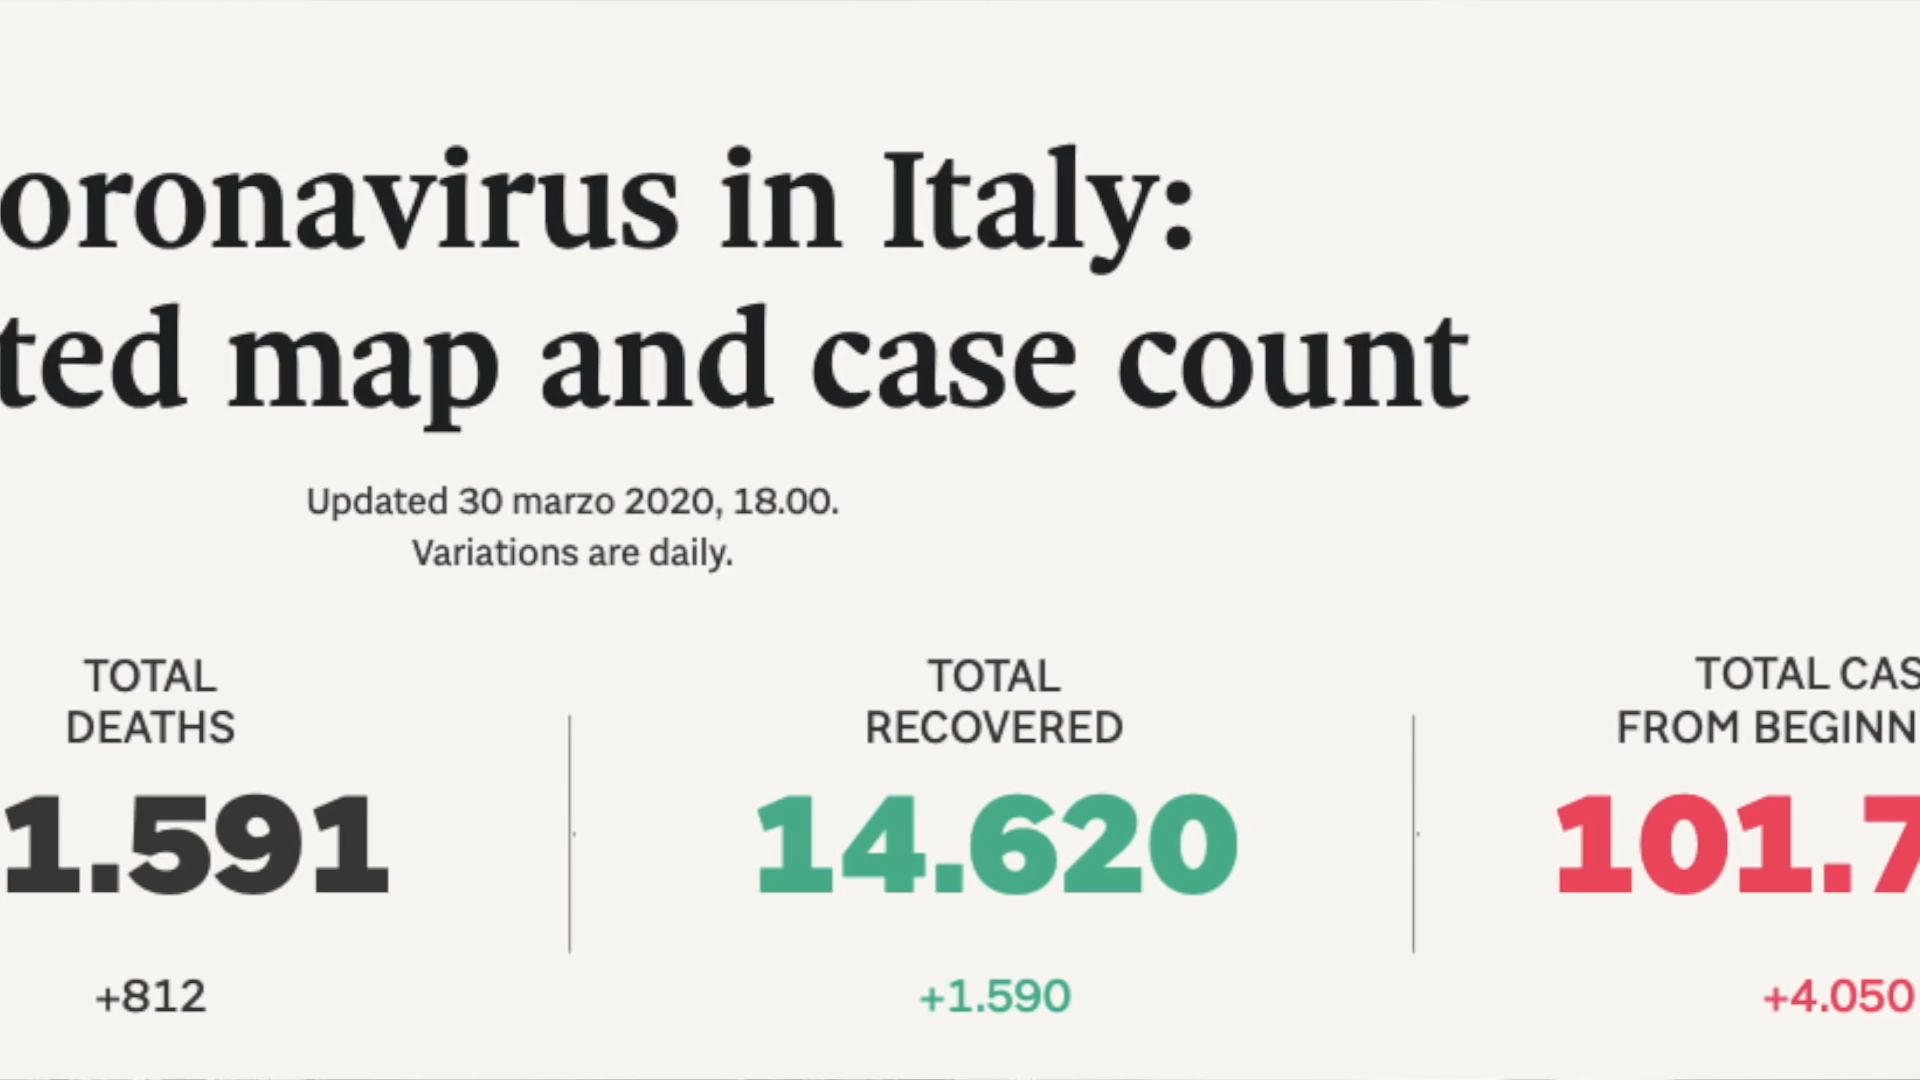 oronavirus in Italy:
ted map and case count
Updated 30 marzo 2020, 18.00.
Variations are daily.
TOTAL
DEATHS
1.591
+812
TOTAL
RECOVERED
14.620
+1.590
TOTAL CAS
FROM BEGINN
101.7
+4.050